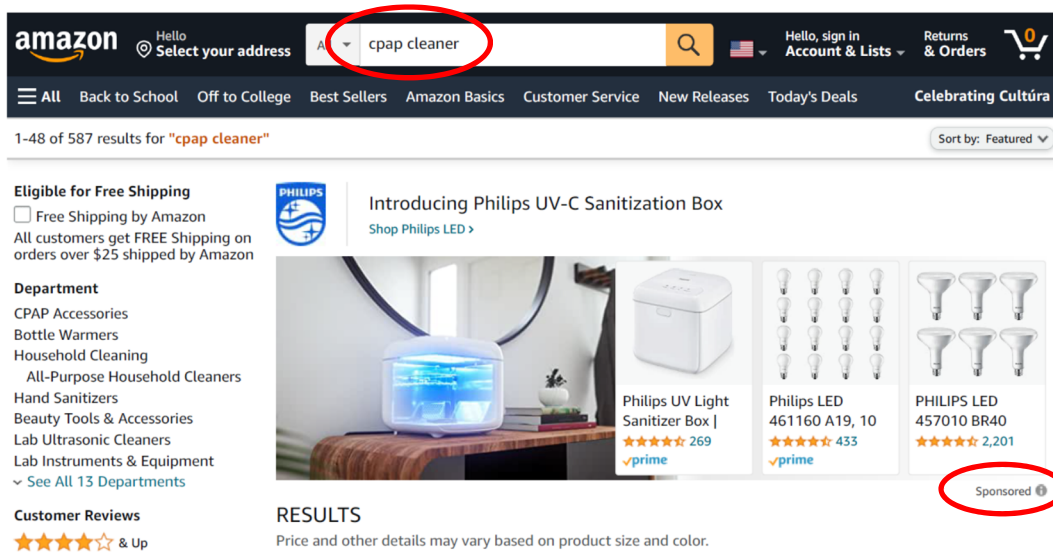 amazon
Hello
Select your address
cpap cleaner
Hello, sign in
Account & Lists
Returns
& Orders
0
All
Back to School
Off to College
Best Sellers
Amazon Basics
Customer Service
New Releases
Today's Deals
Celebrating Cultúra
1-48 of 587 results for "cpap cleaner"
Sort by: Featured
Eligible for Free Shipping
Free Shipping by Amazon
All customers get FREE Shipping on
orders over $25 shipped by Amazon
Department
CPAP Accessories
Bottle Warmers
Household Cleaning
All-Purpose Household Cleaners
Hand Sanitizers
Beauty Tools & Accessories
Lab Ultrasonic Cleaners
Lab Instruments & Equipment
See All 13 Departments
Customer Reviews
& Up
PHILIPS
Introducing Philips UV-C Sanitization Box
Shop Philips LED ›
Philips UV Light
Sanitizer Box |
269
prime
Philips LED
461160 A19, 10
433
prime
PHILIPS LED
457010 BR40
2,201
Sponsored
RESULTS
Price and other details may vary based on product size and color.